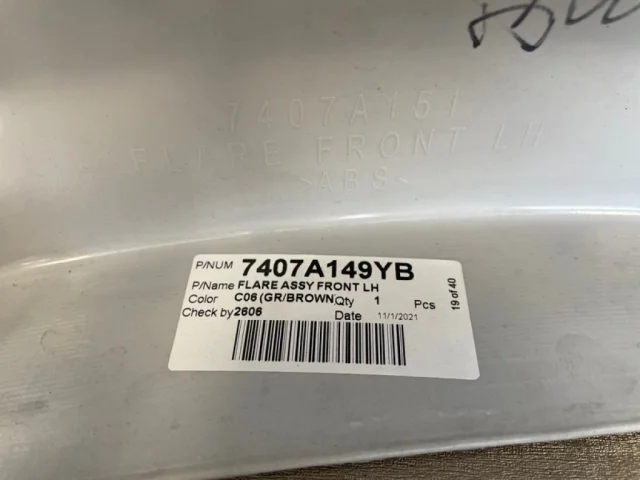 7407A151
FLARE FRONT LH
>ABS<
P/NUM 7407A149YB
P/Name FLARE ASSY FRONT LH
Color C06 (GR/BROWN Qty 1 Pcs
Check by 2606 Date 11/1/2021
19 of 40